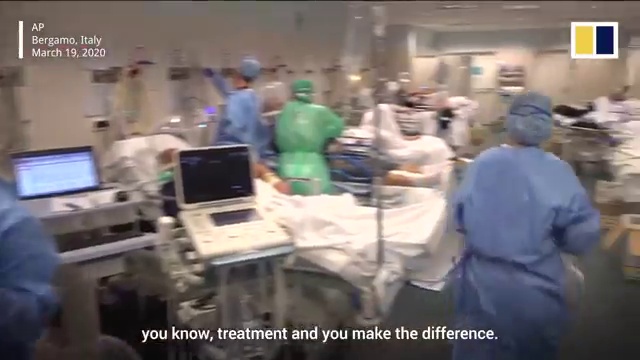 AP
Bergamo, Italy
March 19, 2020
you know, treatment and you make the difference.